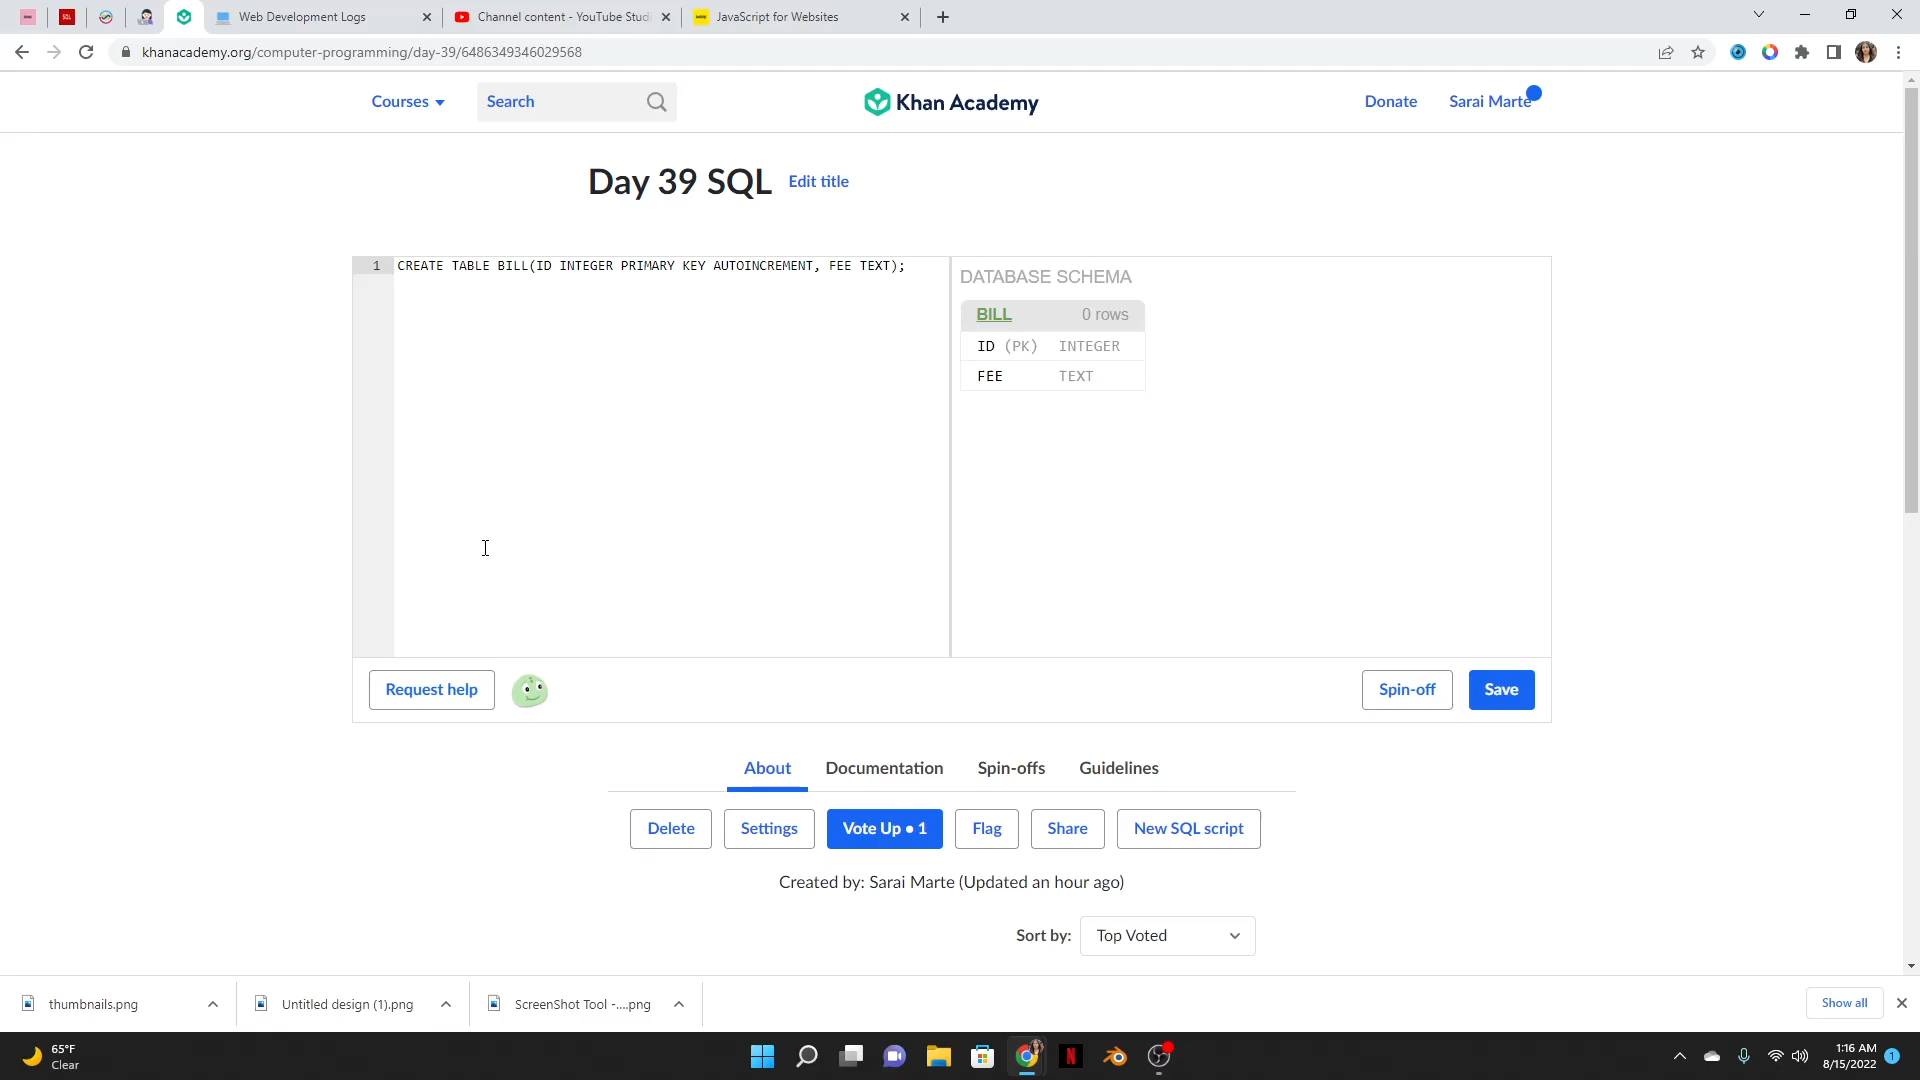 SQL
Web Development Logs
Channel content - YouTube Studi
JavaScript for Websites
khanacademy.org/computer-programming/day-39/6486349346029568
Courses
Search
Khan Academy
Donate
Sarai Marte
Day 39 SQL
Edit title
1 CREATE TABLE BILL(ID INTEGER PRIMARY KEY AUTOINCREMENT, FEE TEXT);
DATABASE SCHEMA
BILL 0 rows
ID (PK) INTEGER
FEE TEXT
Request help
Spin-off
Save
About
Documentation
Spin-offs
Guidelines
Delete
Settings
Vote Up • 1
Flag
Share
New SQL script
Created by: Sarai Marte (Updated an hour ago)
Sort by:
Top Voted
thumbnails.png
Untitled design (1).png
ScreenShot Tool -....png
Show all
65°F
Clear
N
1:16 AM
8/15/2022
1